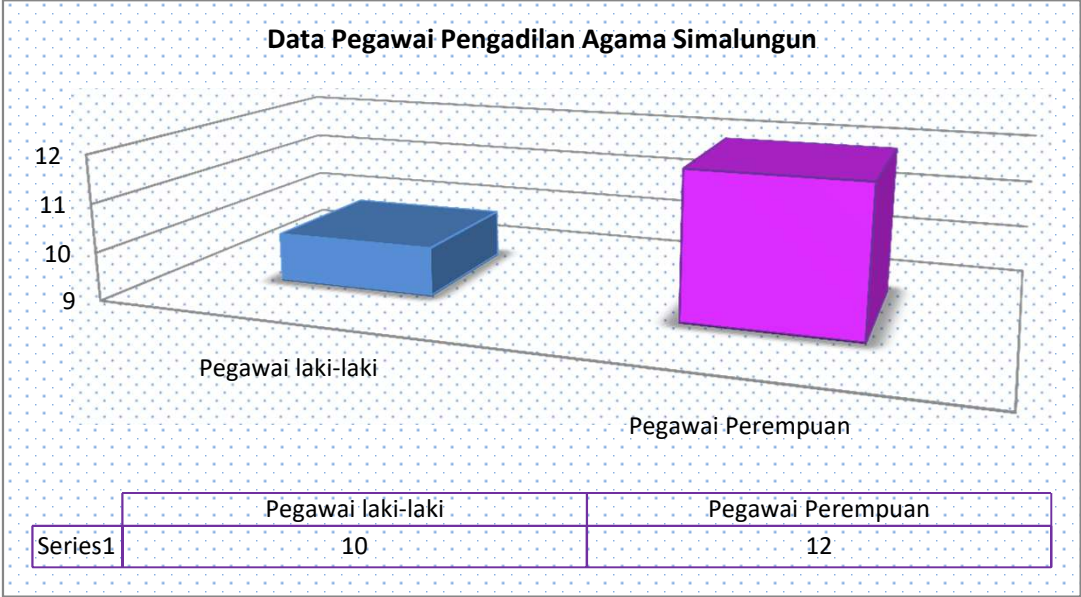 Data Pegawai Pengadilan Agama Simalungun
12
11
10
9
Pegawai laki-laki
Pegawai Perempuan
Pegawai laki-laki Pegawai Perempuan
Series1 10 12